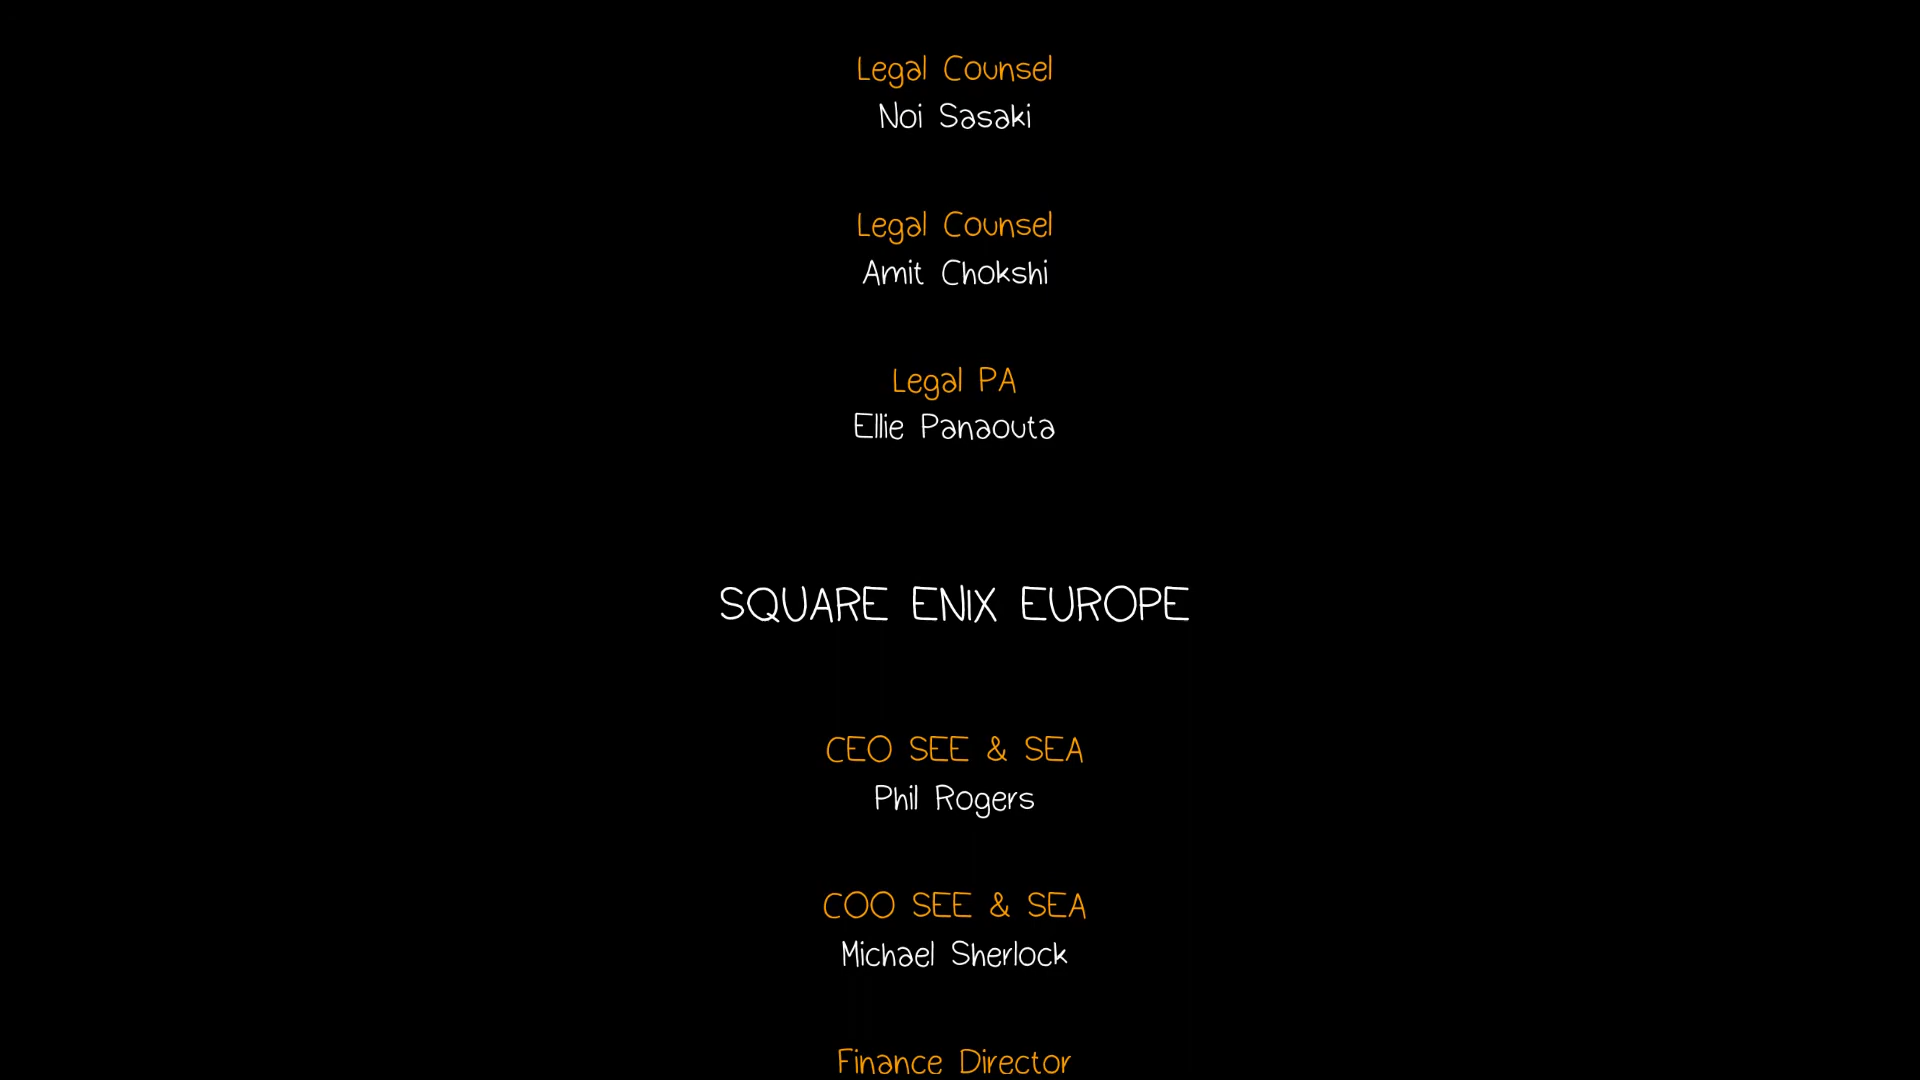 Legal Counsel
Noi Sasaki
Legal Counsel
Amit Chokshi
Legal PA
Ellie Panaouta
SQUARE ENIX EUROPE
CEO SEE & SEA
Phil Rogers
COO SEE & SEA
Michael Sherlock
Finance Director